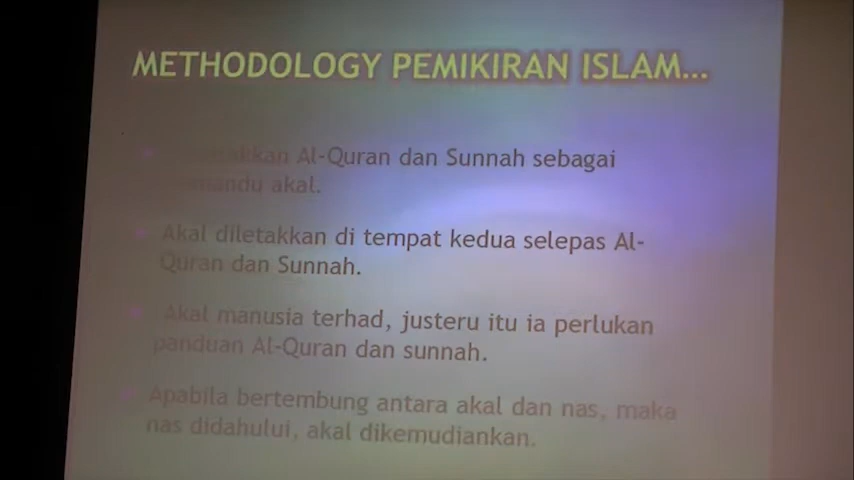 METHODOLOGY PEMIKIRAN ISLAM...
Al-Quran dan Sunnah sebagai
akal.
Akal diletakkan di tempat kedua selepas Al-
Quran dan Sunnah.
Akal manusia terhad, justeru itu ia perlukan
panduan Al-Quran dan sunnah.
Apabila bertembung antara akal dan nas, maka
nas didahului, akal dikemudiankan.